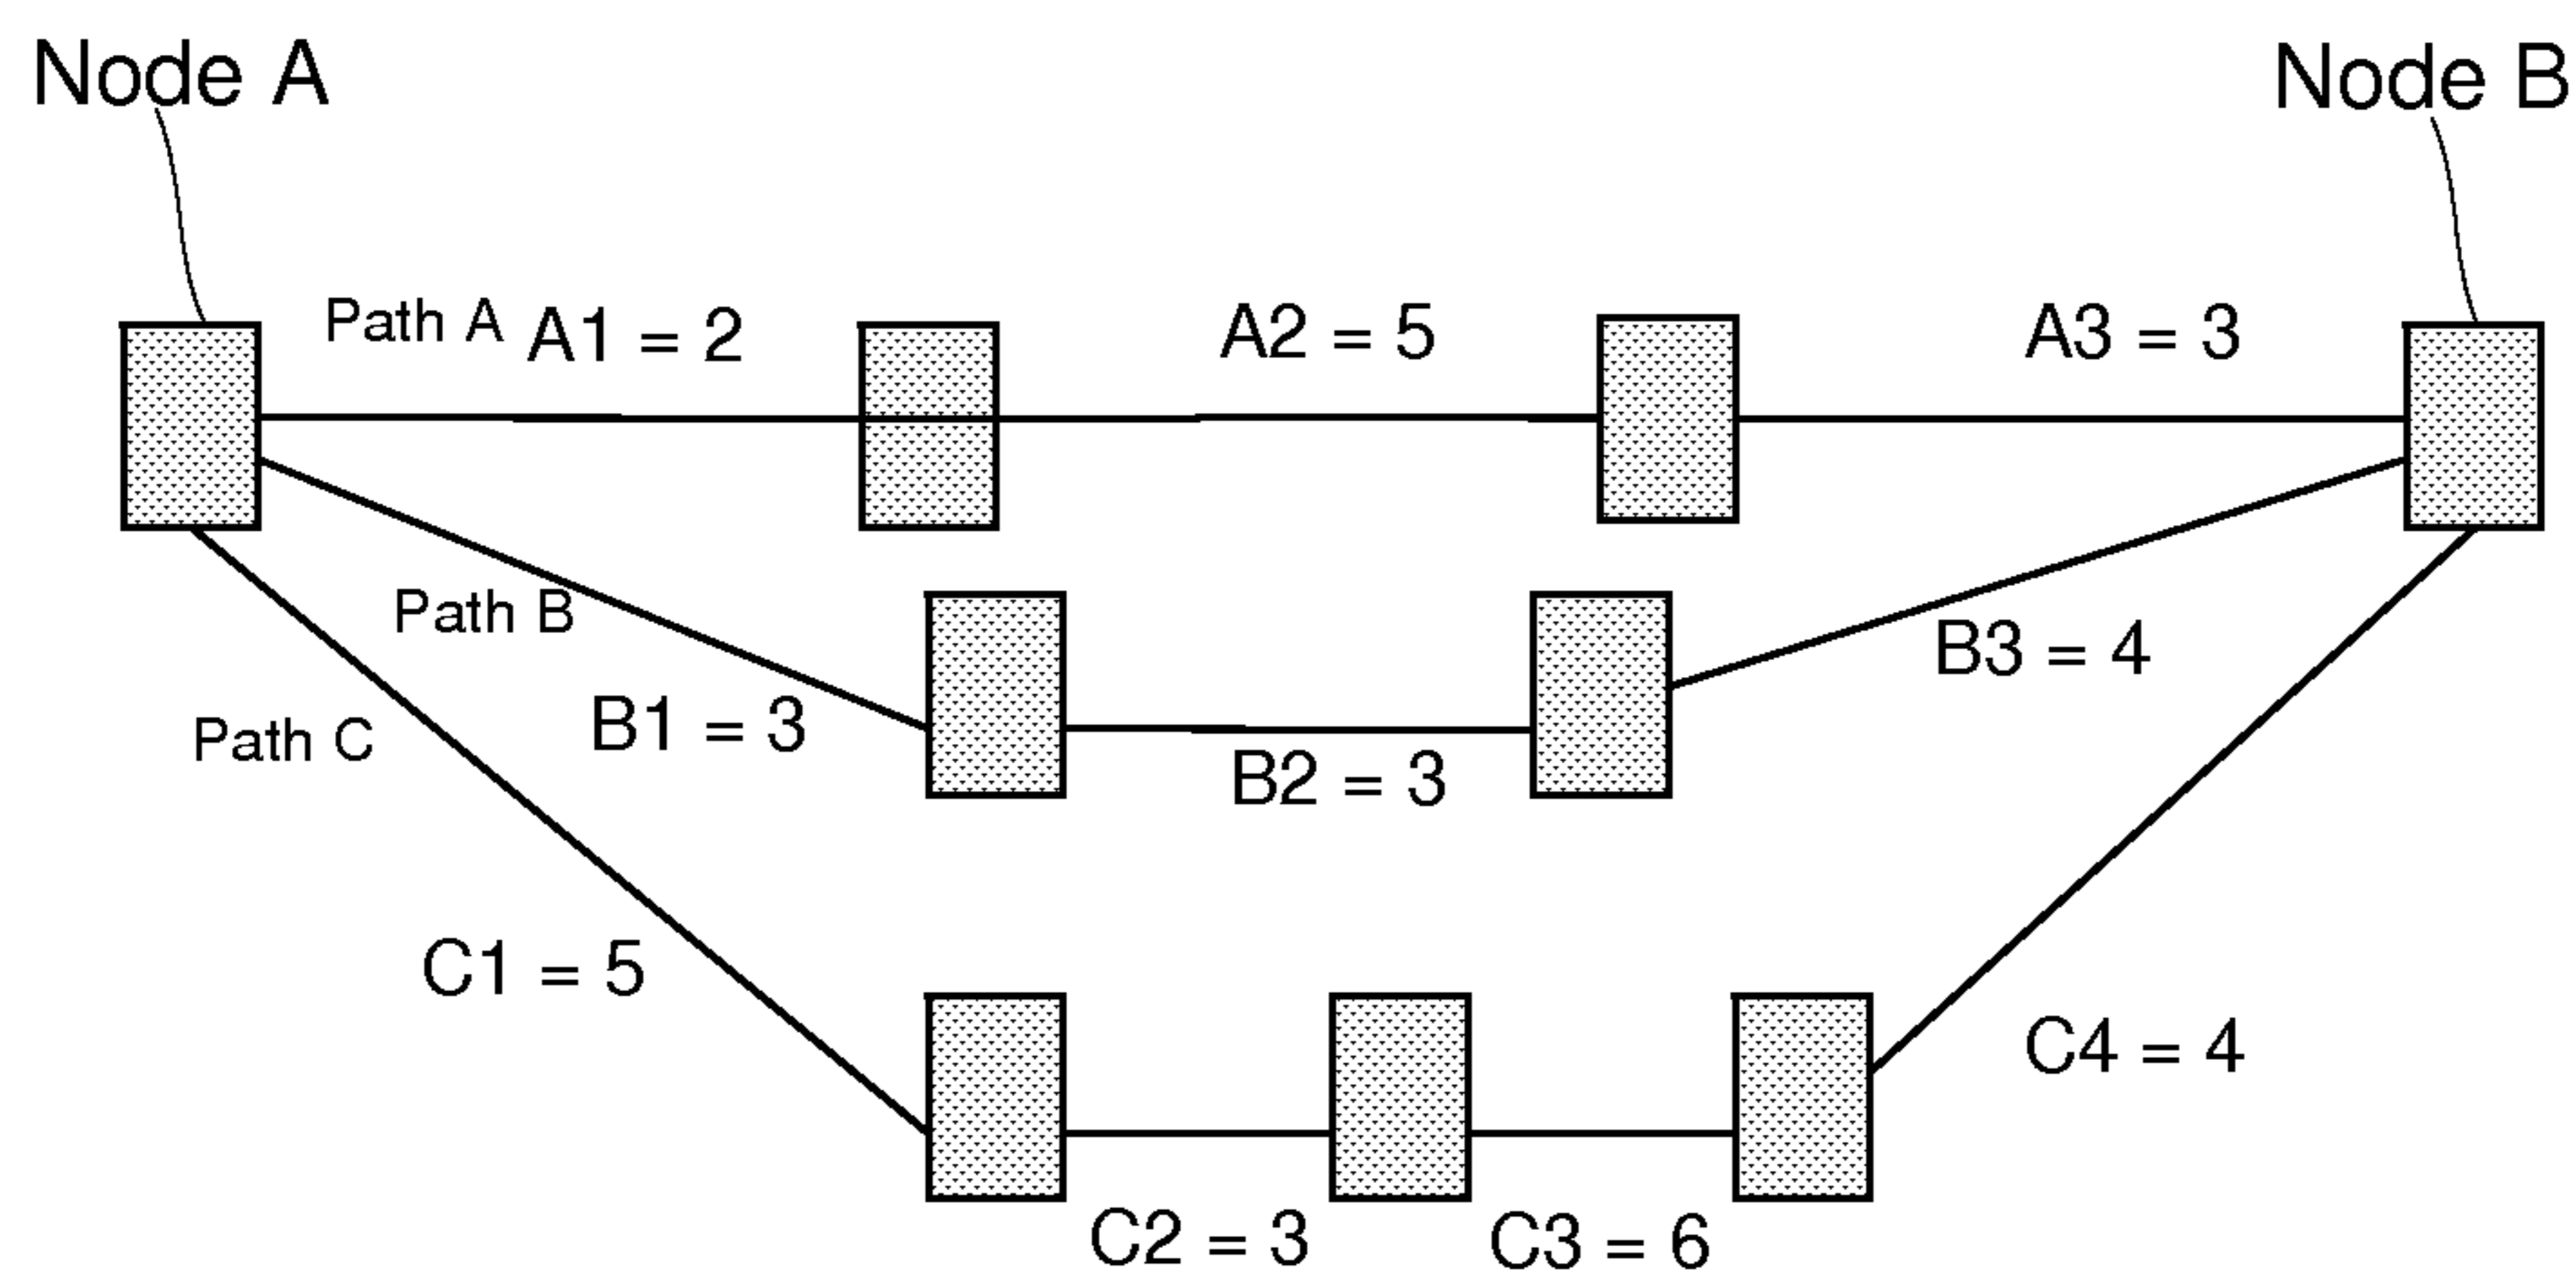 Node A
Node B
Path A
A1 = 2
A2 = 5
A3 = 3
Path B
B1 = 3
B2 = 3
B3 = 4
Path C
C1 = 5
C2 = 3
C3 = 6
C4 = 4